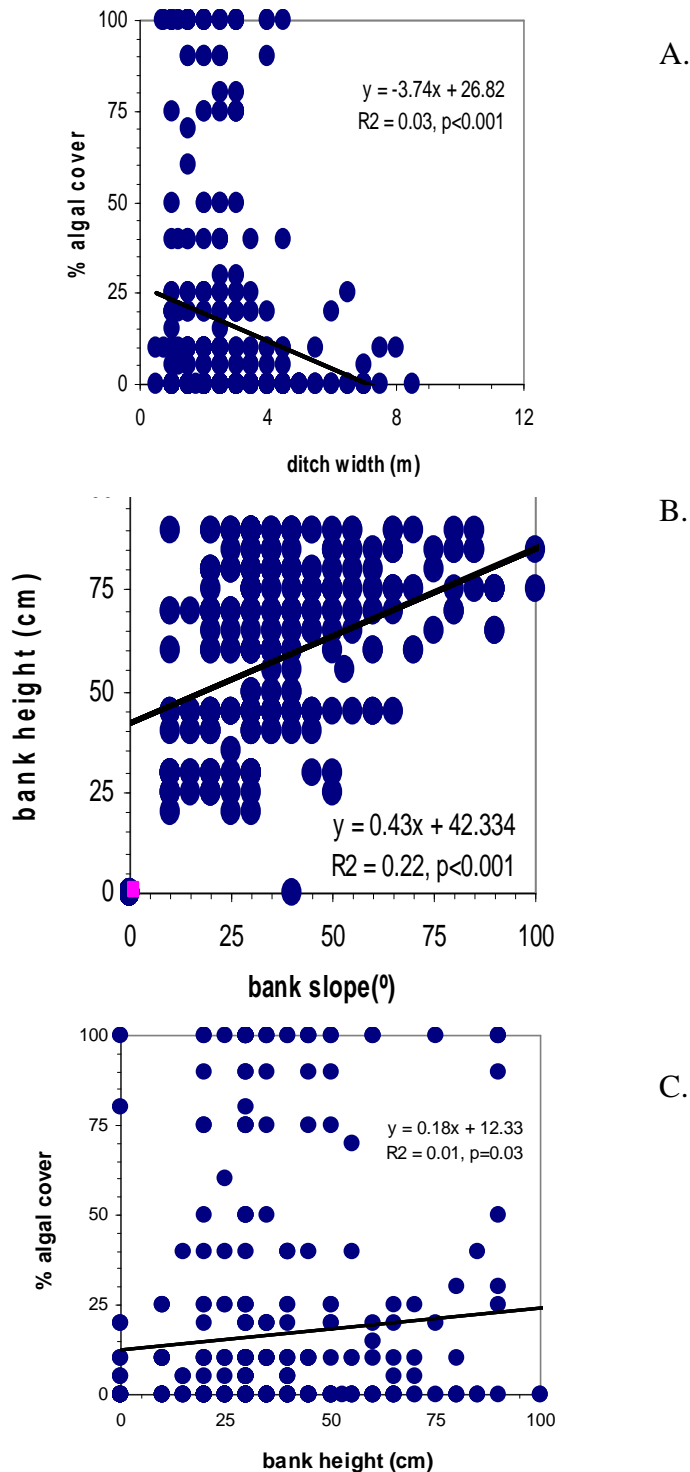 A.
100
75
50
25
0
% algal cover
y = -3.74x + 26.82
R2 = 0.03, p<0.001
0 4 8 12
ditch width (m)
B.
75
50
25
0
bank height (cm)
y = 0.43x + 42.334
R2 = 0.22, p<0.001
0 25 50 75 100
bank slope(º)
C.
100
75
50
25
0
% algal cover
y = 0.18x + 12.33
R2 = 0.01, p=0.03
0 25 50 75 100
bank height (cm)